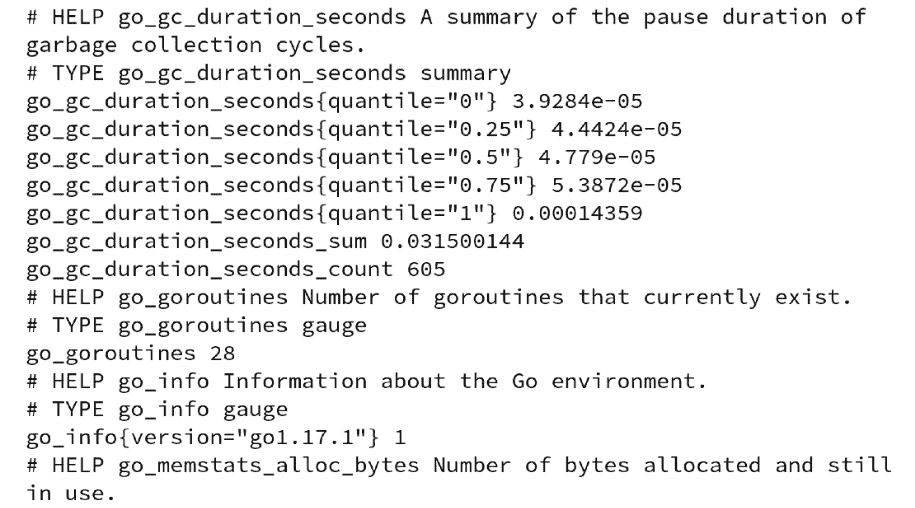 # HELP go_gc_duration_seconds A summary of the pause duration of
garbage collection cycles.
# TYPE go_gc_duration_seconds summary
go_gc_duration_seconds{quantile="0"} 3.9284e-05
go_gc_duration_seconds{quantile="0.25"} 4.4424e-05
go_gc_duration_seconds{quantile="0.5"} 4.779e-05
go_gc_duration_seconds{quantile="0.75"} 5.3872e-05
go_gc_duration_seconds{quantile="1"} 0.00014359
go_gc_duration_seconds_sum 0.031500144
go_gc_duration_seconds_count 605
# HELP go_goroutines Number of goroutines that currently exist.
# TYPE go_goroutines gauge
go_goroutines 28
# HELP go_info Information about the Go environment.
# TYPE go_info gauge
go_info{version="go1.17.1"} 1
# HELP go_memstats_alloc_bytes Number of bytes allocated and still
in use.